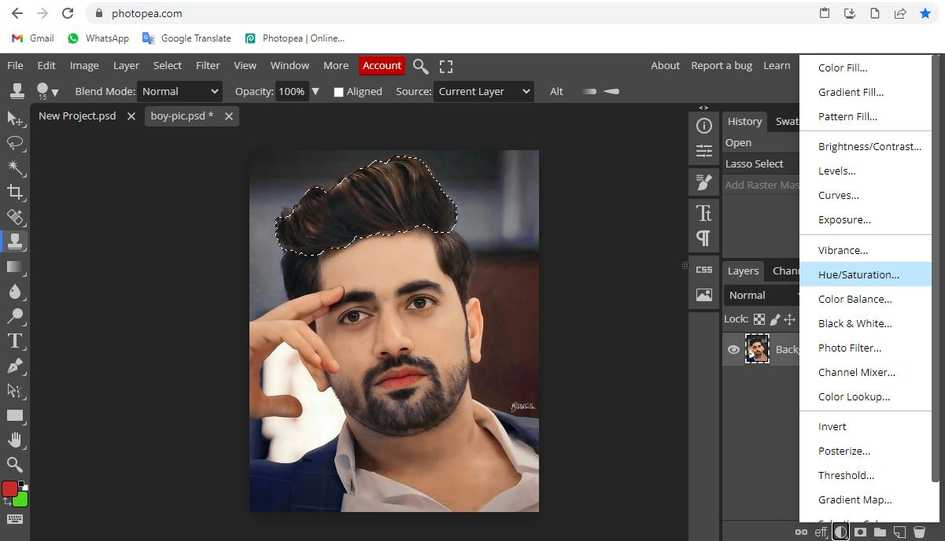 photopea.com
Gmail WhatsApp Google Translate Photopea | Online...
File Edit Image Layer Select Filter View Window More Account About Report a bug Learn
15 Blend Mode: Normal Opacity: 100% Aligned Source: Current Layer Alt
New Project.psd boy-pic.psd *
History Swat
Open
Lasso Select
Add Raster Mas
CSS
Layers Chann
Normal
Lock:
Backg
Color Fill...
Gradient Fill...
Pattern Fill...
Brightness/Contrast...
Levels...
Curves...
Exposure...
Vibrance...
Hue/Saturation...
Color Balance...
Black & White...
Photo Filter...
Channel Mixer...
Color Lookup...
Invert
Posterize...
Threshold...
Gradient Map...
eff